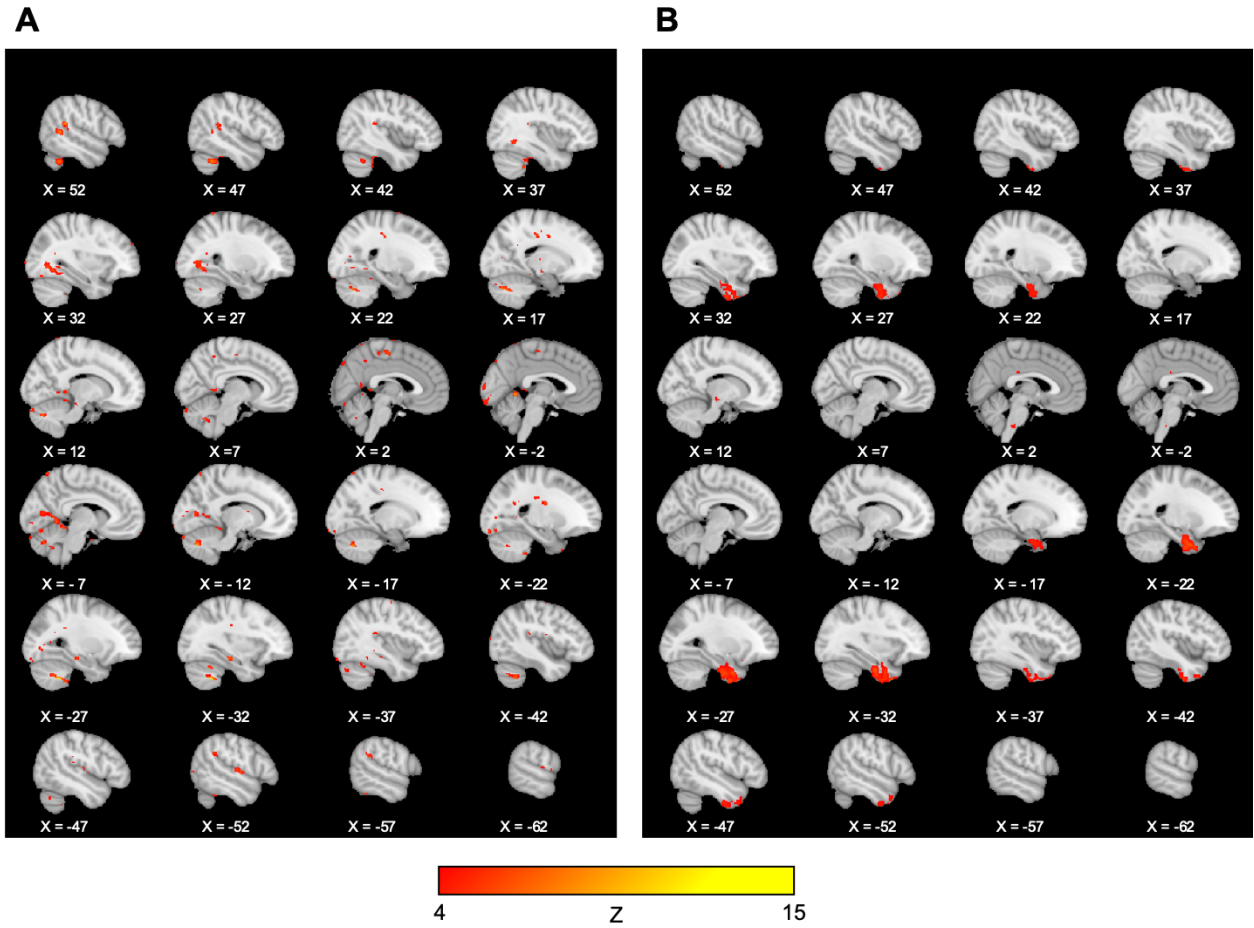 A B
X = 52 X = 47 X = 42 X = 37 X = 52 X = 47 X = 42 X = 37
X = 32 X = 27 X = 22 X = 17 X = 32 X = 27 X = 22 X = 17
X = 12 X =7 X = 2 X = -2 X = 12 X = 7 X = 2 X = -2
X = - 7 X = - 12 X = - 17 X = -22 X = - 7 X = - 12 X = - 17 X = -22
X = -27 X = -32 X = -37 X = -42 X = -27 X = -32 X = -37 X = -42
X = -47 X = -52 X = -57 X = -62 X = -47 X = -52 X = -57 X = -62
4 Z 15